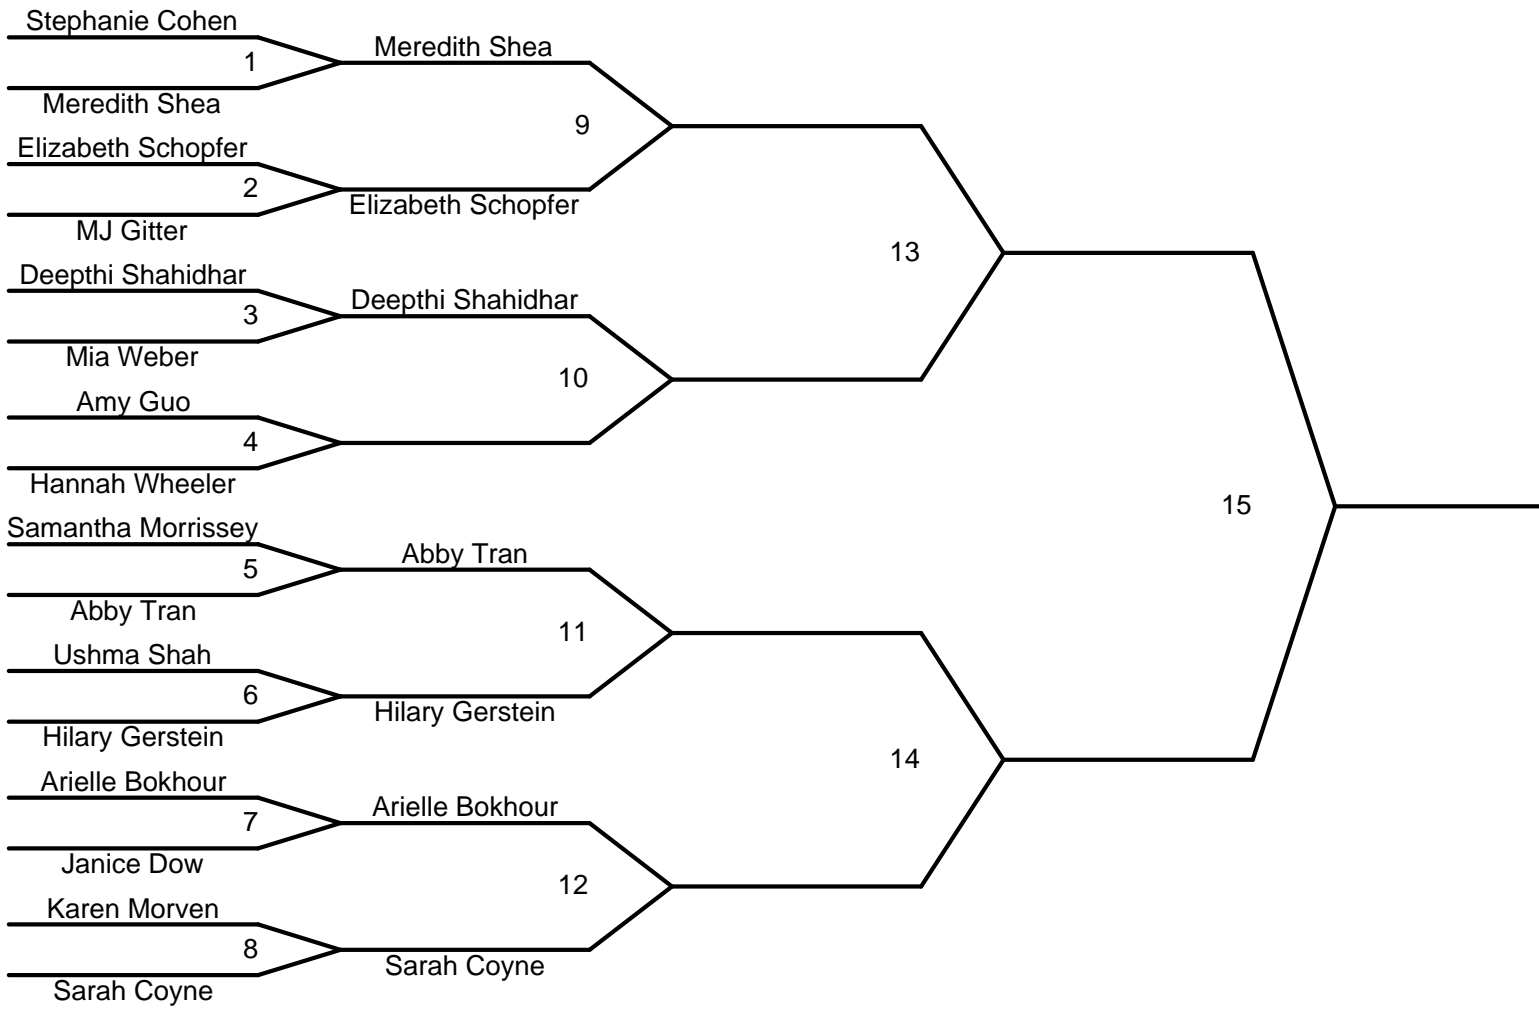 Stephanie Cohen
1
Meredith Shea
Elizabeth Schopfer
2
MJ Gitter
Deepthi Shahidhar
3
Mia Weber
Amy Guo
4
Hannah Wheeler
Samantha Morrissey
5
Abby Tran
Ushma Shah
6
Hilary Gerstein
Arielle Bokhour
7
Janice Dow
Karen Morven
8
Sarah Coyne
Meredith Shea
9
Elizabeth Schopfer
Deepthi Shahidhar
10
Abby Tran
11
Hilary Gerstein
Arielle Bokhour
12
Sarah Coyne
13
14
15